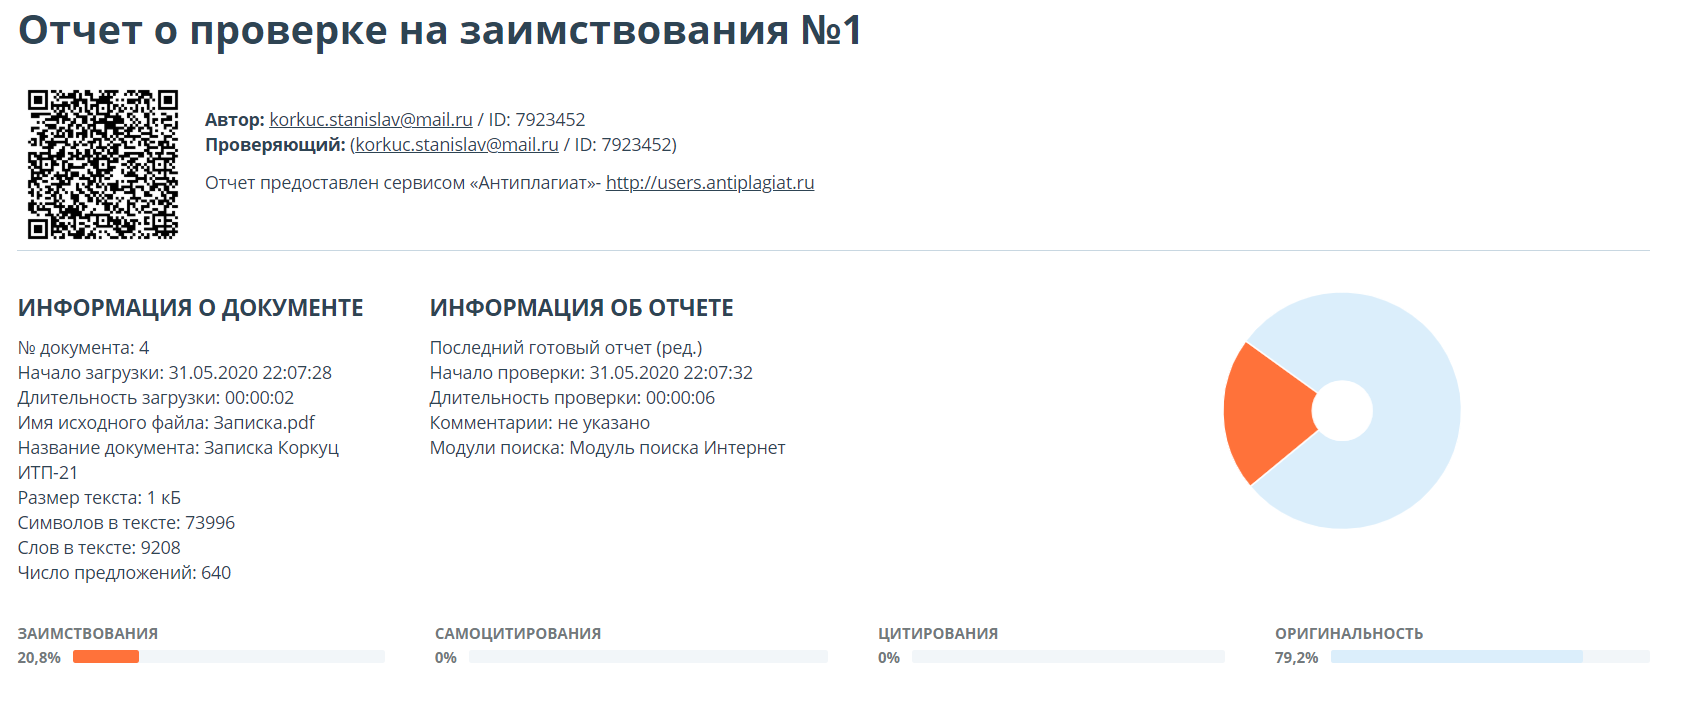 Отчет о проверке на заимствования №1
Автор: korkuc.stanislav@mail.ru / ID: 7923452
Проверяющий: (korkuc.stanislav@mail.ru / ID: 7923452)
Отчет предоставлен сервисом «Антиплагиат»- http://users.antiplagiat.ru
ИНФОРМАЦИЯ О ДОКУМЕНТЕ
№ документа: 4
Начало загрузки: 31.05.2020 22:07:28
Длительность загрузки: 00:00:02
Имя исходного файла: Записка.pdf
Название документа: Записка Коркуц
ИТП-21
Размер текста: 1 кБ
Символов в тексте: 73996
Слов в тексте: 9208
Число предложений: 640
ИНФОРМАЦИЯ ОБ ОТЧЕТЕ
Последний готовый отчет (ред.)
Начало проверки: 31.05.2020 22:07:32
Длительность проверки: 00:00:06
Комментарии: не указано
Модули поиска: Модуль поиска Интернет
ЗАИМСТВОВАНИЯ
20,8%
САМОЦИТИРОВАНИЯ
0%
ЦИТИРОВАНИЯ
0%
ОРИГИНАЛЬНОСТЬ
79,2%